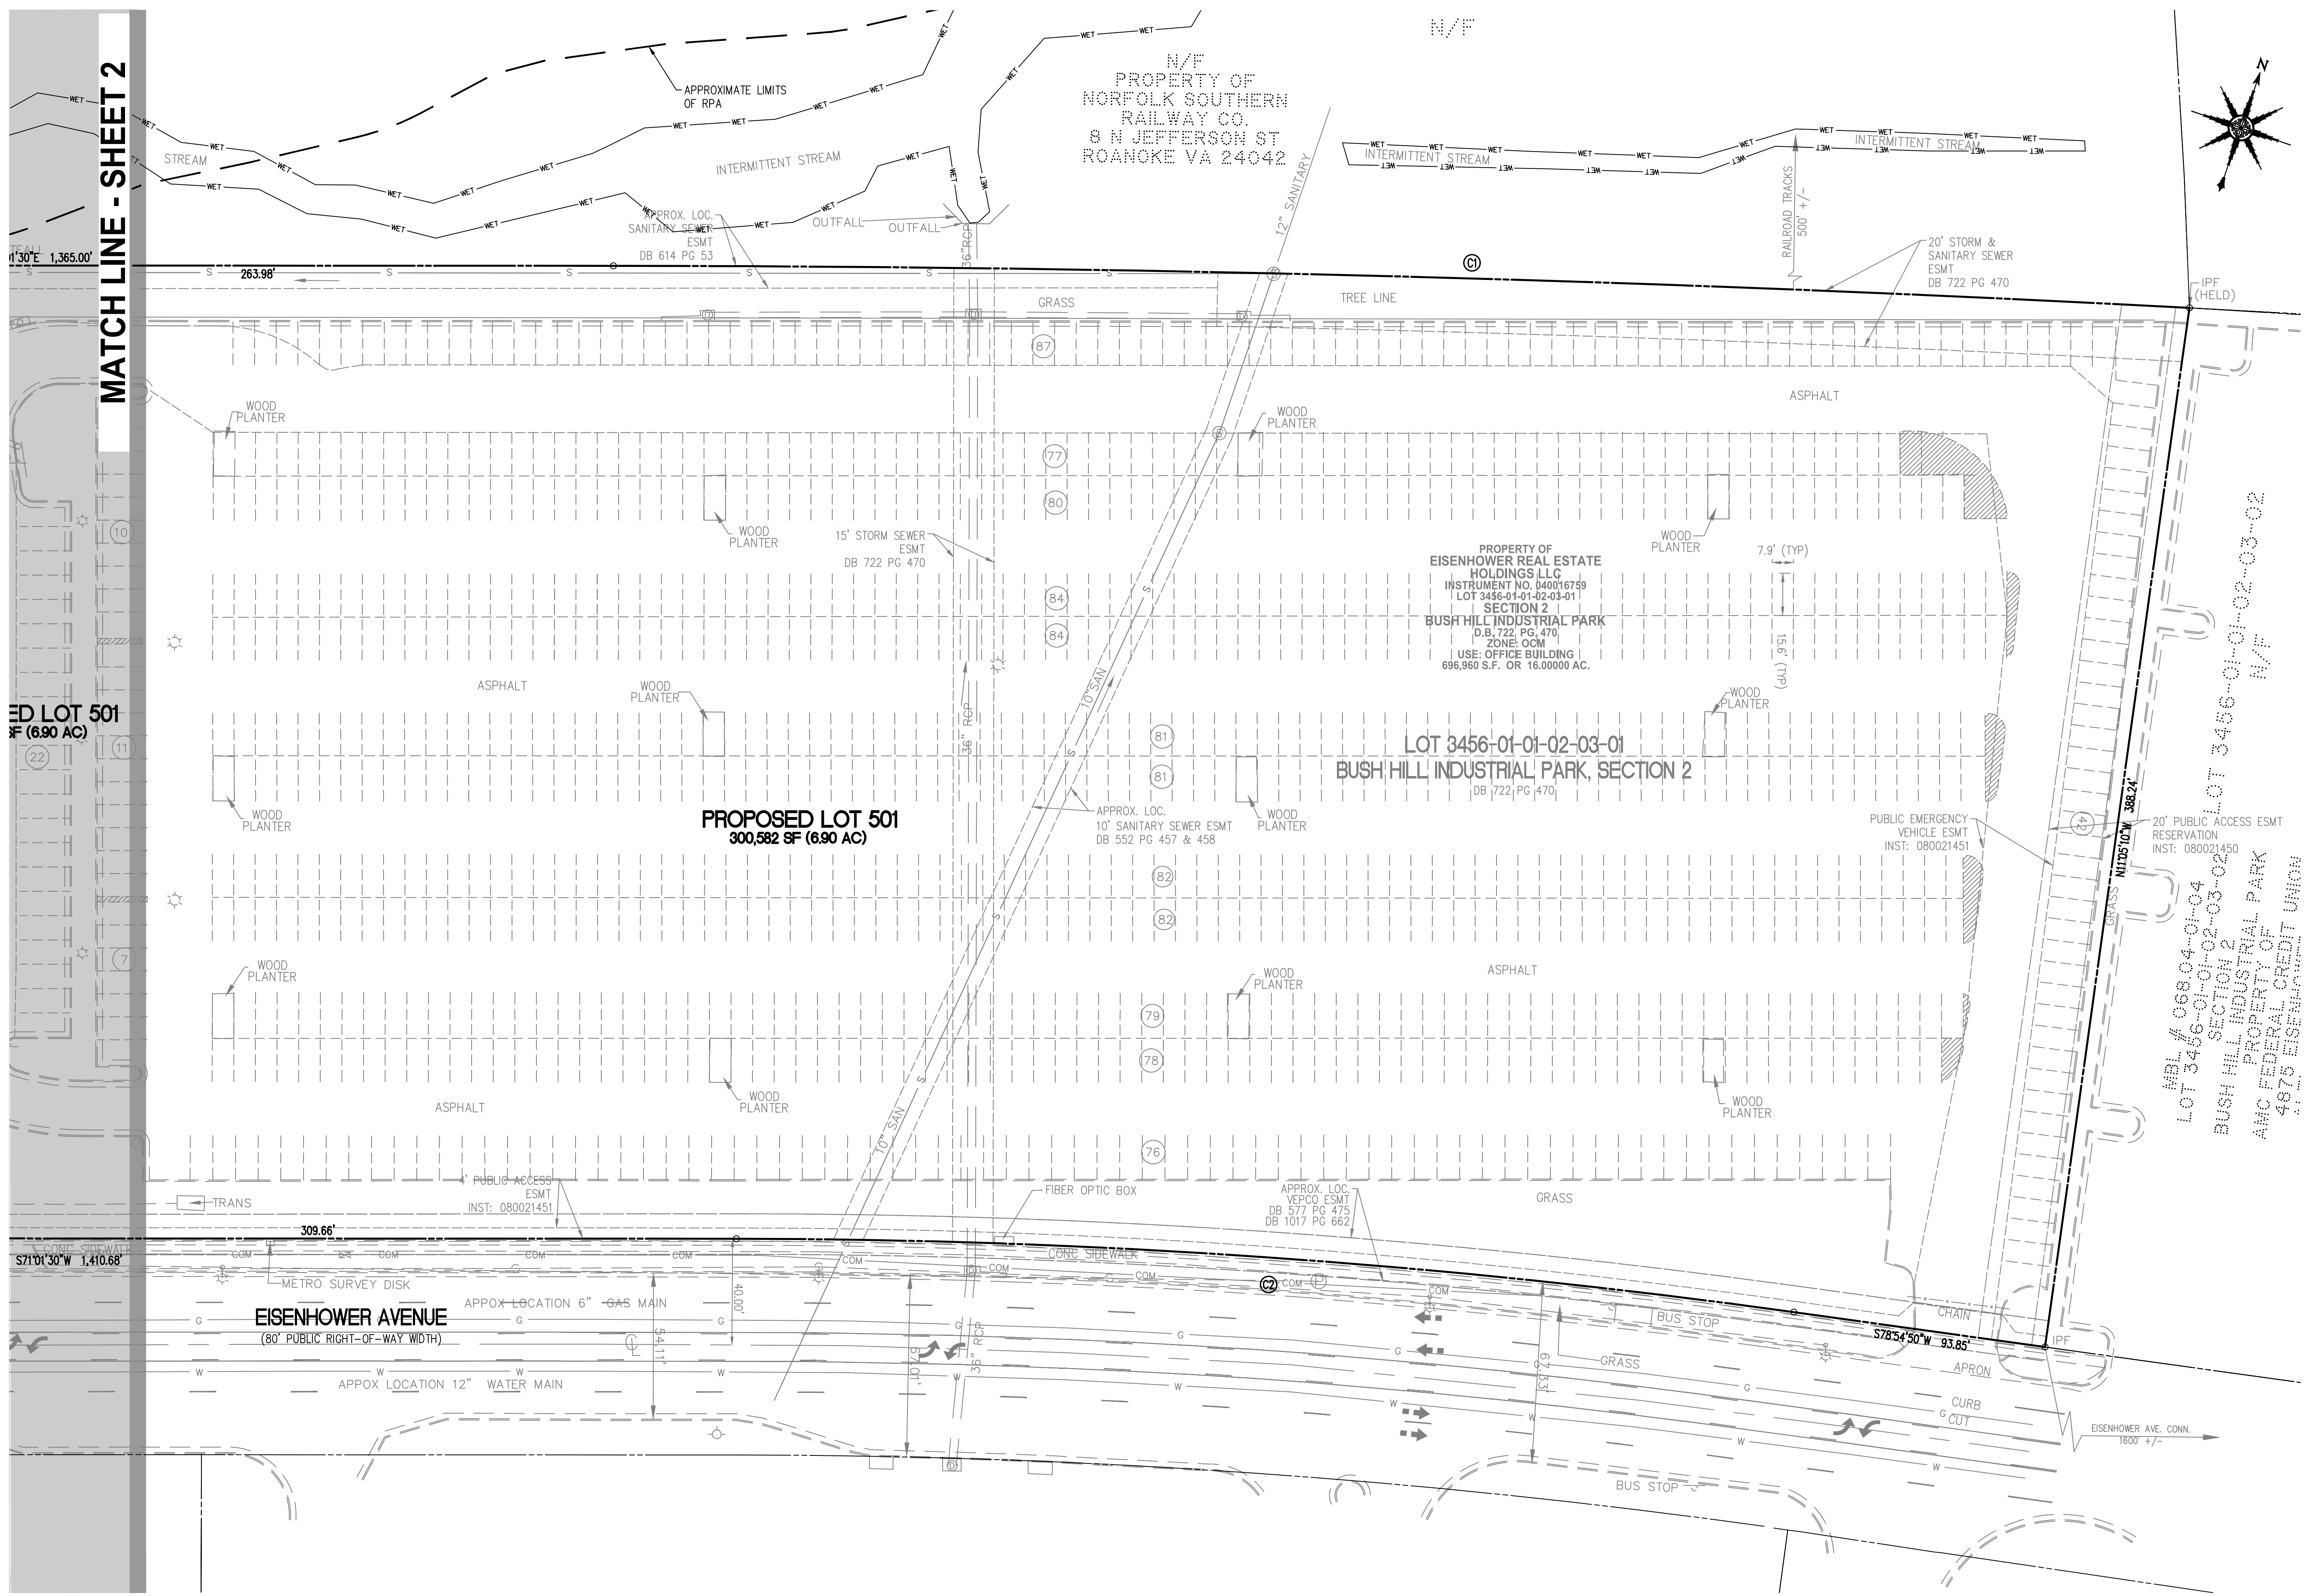 MATCH LINE - SHEET 2
N/F
N/F
PROPERTY OF
NORFOLK SOUTHERN
RAILWAY CO.
8 N JEFFERSON ST
ROANOKE VA 24042
N
APPROXIMATE LIMITS
OF RPA
WET
STREAM
INTERMITTENT STREAM
INTERMITTENT STREAM
INTERMITTENT STREAM
RAILROAD TRACKS
500' +/-
APPROX. LOC.
SANITARY SEWER
ESMT
DB 614 PG 53
OUTFALL
OUTFALL
36"RCP
12" SANITARY
20' STORM &
SANITARY SEWER
ESMT
DB 722 PG 470
IPF
(HELD)
1'30"E 1,365.00'
263.98'
C1
GRASS
TREE LINE
87
ASPHALT
WOOD
PLANTER
WOOD
PLANTER
77
80
10
WOOD
PLANTER
WOOD
PLANTER
15' STORM SEWER
ESMT
DB 722 PG 470
7.9' (TYP)
15.6' (TYP)
PROPERTY OF
EISENHOWER REAL ESTATE
HOLDINGS LLC
INSTRUMENT NO. 040016759
LOT 3456-01-01-02-03-01
SECTION 2
BUSH HILL INDUSTRIAL PARK
D.B. 722, PG. 470
ZONE: OCM
USE: OFFICE BUILDING
696,960 S.F. OR 16.00000 AC.
84
84
ASPHALT
WOOD
PLANTER
WOOD
PLANTER
10"SAN
36" RCP
ED LOT 501
SF (6.90 AC)
22
11
81
81
LOT 3456-01-01-02-03-01
BUSH HILL INDUSTRIAL PARK, SECTION 2
DB 722 PG 470
WOOD
PLANTER
WOOD
PLANTER
PROPOSED LOT 501
300,582 SF (6.90 AC)
APPROX. LOC.
10' SANITARY SEWER ESMT
DB 552 PG 457 & 458
PUBLIC EMERGENCY
VEHICLE ESMT
INST: 080021451
42
N11°05'10"W 388.24'
20' PUBLIC ACCESS ESMT
RESERVATION
INST: 080021450
GRASS
N/F
LOT 3456-01-01-02-03-02
MBL # 068.04-01-04
LOT 3456-01-01-02-03-02
SECTION 2
BUSH HILL INDUSTRIAL PARK
PROPERTY OF
AMC FEDERAL CREDIT UNION
82
82
7
WOOD
PLANTER
WOOD
PLANTER
ASPHALT
79
78
WOOD
PLANTER
WOOD
PLANTER
ASPHALT
10" SAN
76
TRANS
4' PUBLIC ACCESS
ESMT
INST: 080021451
FIBER OPTIC BOX
APPROX. LOC.
VEPCO ESMT
DB 577 PG 475
DB 1017 PG 662
GRASS
309.66'
CONC SIDEWALK
S71°01'30"W 1,410.68'
COM
METRO SURVEY DISK
CONC SIDEWALK
C2
P
40.00'
APPOX LOCATION 6" GAS MAIN
EISENHOWER AVENUE
(80' PUBLIC RIGHT-OF-WAY WIDTH)
54.11'
57.01'
36" RCP
67.33'
BUS STOP
GRASS
CHAIN
S78°54'50"W 93.85'
IPF
APRON
CURB
CUT
APPOX LOCATION 12" WATER MAIN
EISENHOWER AVE. CONN.
1600' +/-
BUS STOP